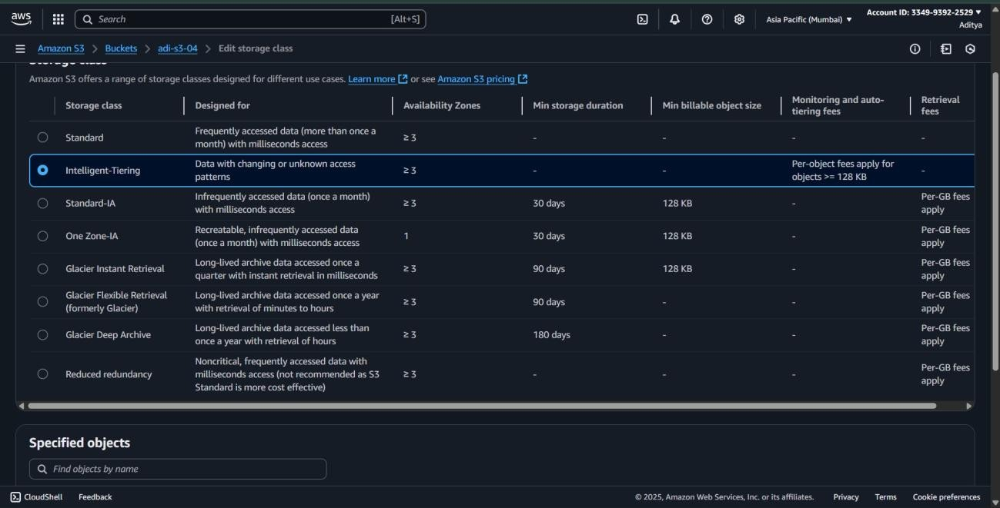 aws
Search [Alt+S]
Asia Pacific (Mumbai) ▼
Account ID: 3349-9392-2529 ▼
Aditya
Amazon S3 > Buckets > adi-s3-04 > Edit storage class
Storage class
Amazon S3 offers a range of storage classes designed for different use cases. Learn more or see Amazon S3 pricing
Storage class
Designed for
Availability Zones
Min storage duration
Min billable object size
Monitoring and auto-
tiering fees
Retrieval
fees
Standard
Frequently accessed data (more than once a
month) with milliseconds access
≥ 3
-
-
-
-
Intelligent-Tiering
Data with changing or unknown access
patterns
≥ 3
-
-
Per-object fees apply for
objects >= 128 KB
-
Standard-IA
Infrequently accessed data (once a month)
with milliseconds access
≥ 3
30 days
128 KB
-
Per-GB fees
apply
One Zone-IA
Recreatable, infrequently accessed data
(once a month) with milliseconds access
1
30 days
128 KB
-
Per-GB fees
apply
Glacier Instant Retrieval
Long-lived archive data accessed once a
quarter with instant retrieval in milliseconds
≥ 3
90 days
128 KB
-
Per-GB fees
apply
Glacier Flexible Retrieval
(formerly Glacier)
Long-lived archive data accessed once a year
with retrieval of minutes to hours
≥ 3
90 days
-
-
Per-GB fees
apply
Glacier Deep Archive
Long-lived archive data accessed less than
once a year with retrieval of hours
≥ 3
180 days
-
-
Per-GB fees
apply
Reduced redundancy
Noncritical, frequently accessed data with
milliseconds access (not recommended as S3
Standard is more cost effective)
≥ 3
-
-
-
Per-GB fees
apply
Specified objects
Find objects by name
CloudShell Feedback
© 2025, Amazon Web Services, Inc. or its affiliates. Privacy Terms Cookie preferences